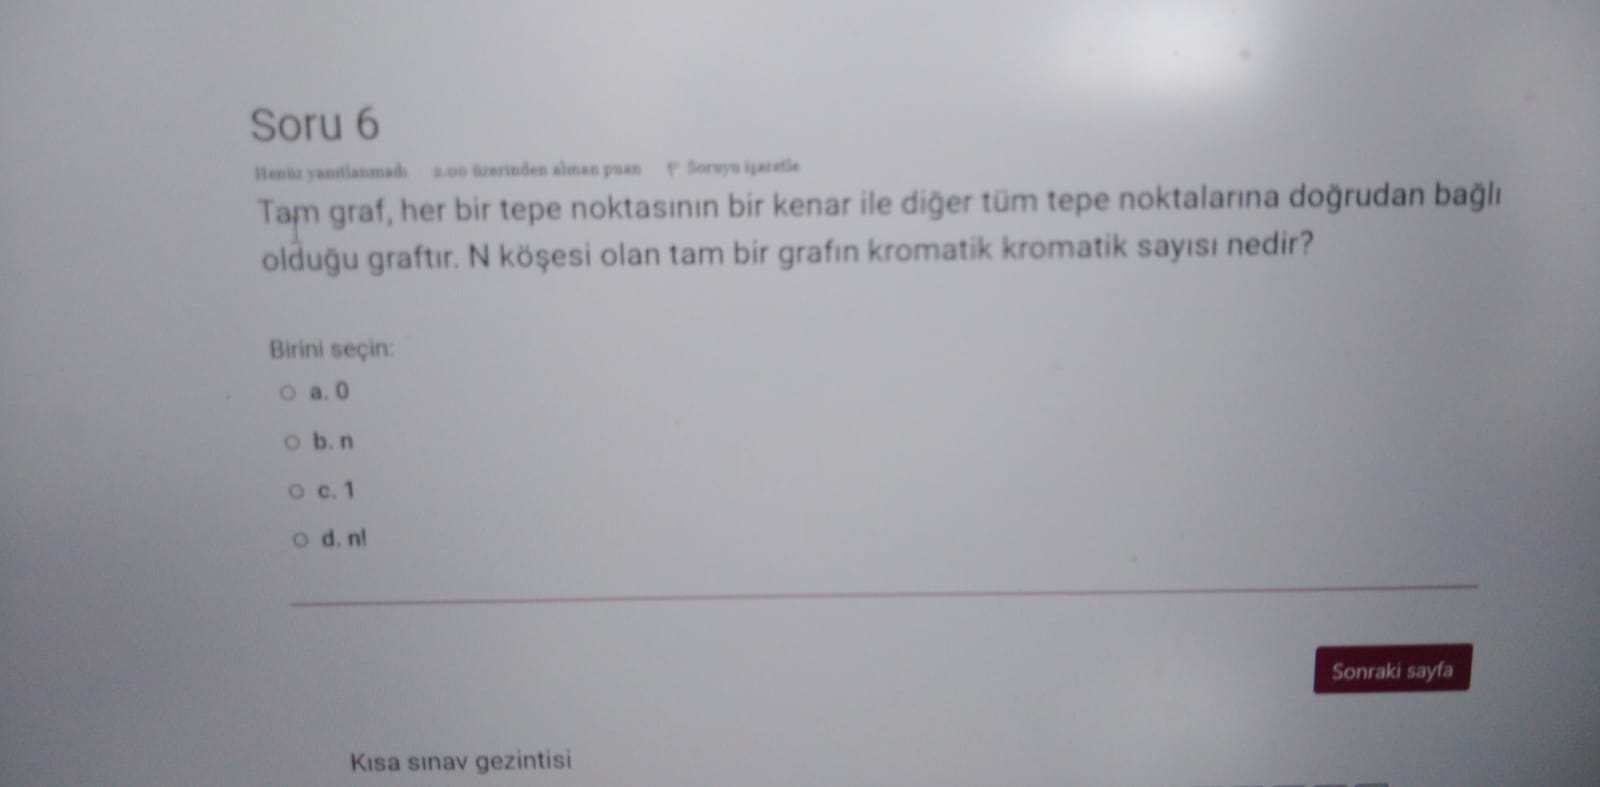 Soru 6
Henüz yanıtlanmadı 2.00 üzerinden alınan puan Soruyu işaretle
Tam graf, her bir tepe noktasının bir kenar ile diğer tüm tepe noktalarına doğrudan bağlı
olduğu graftır. N köşesi olan tam bir grafın kromatik kromatik sayısı nedir?
Birini seçin:
a. 0
b. n
c. 1
d. n!
Sonraki sayfa
Kısa sınav gezintisi